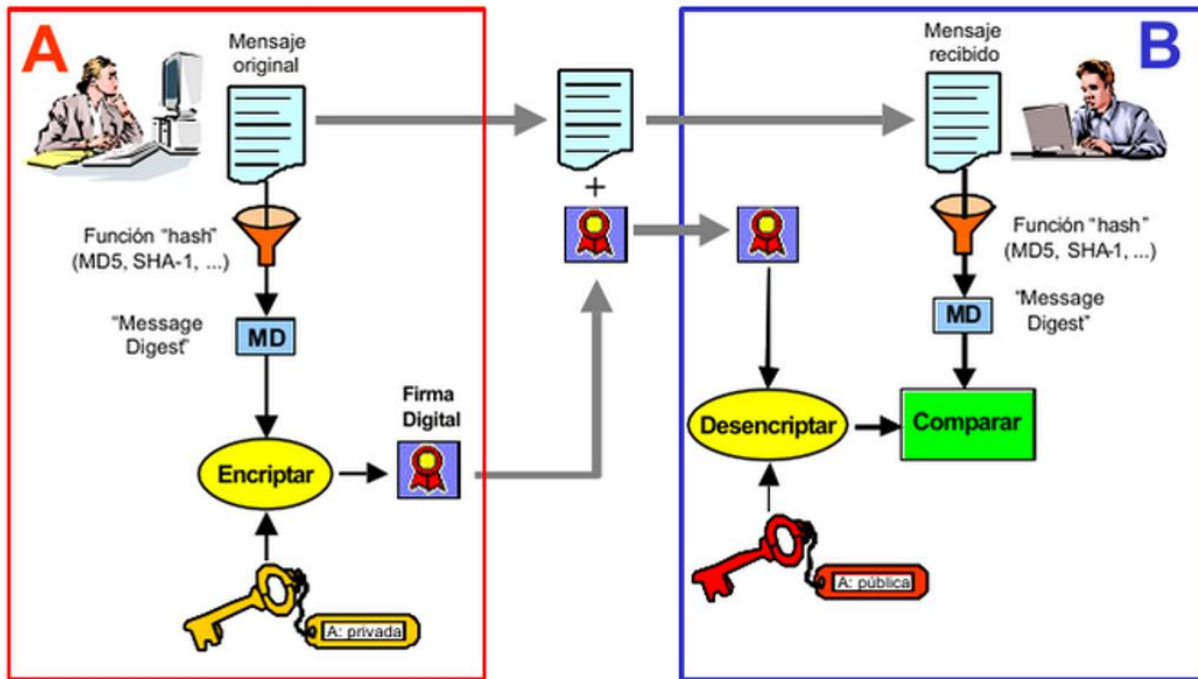 A
Mensaje
original
Función "hash"
(MD5, SHA-1, ...)
"Message
Digest"
MD
Encriptar
Firma
Digital
A: privada
+
B
Mensaje
recibido
Función "hash"
(MD5, SHA-1, ...)
MD
"Message
Digest"
Desencriptar
Comparar
A: pública